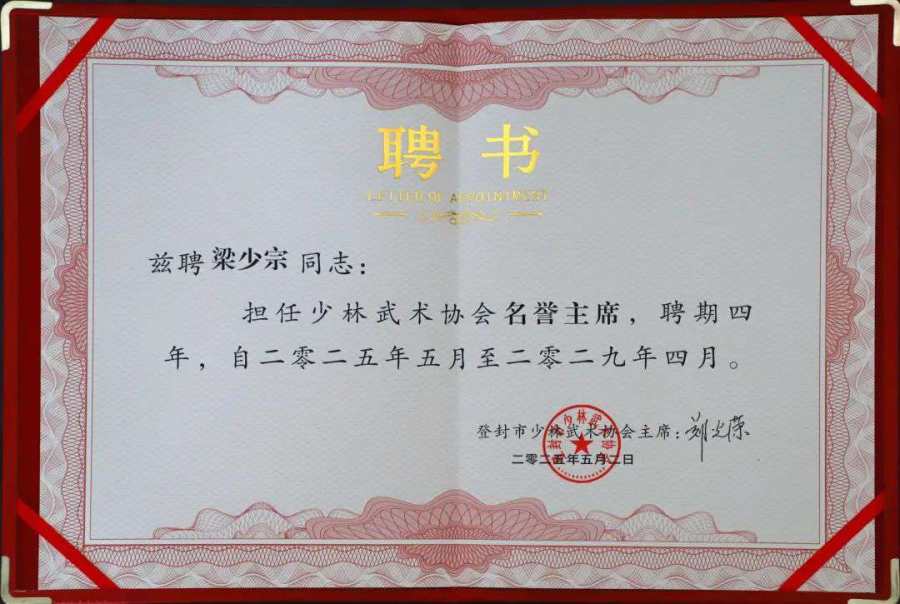 聘书
LETTER OF APPOINTMENT
兹聘梁少宗同志：
担任少林武术协会名誉主席，聘期四
年，自二零二五年五月至二零二九年四月。
登封市少林武术协会主席：
二零二五年五月二日